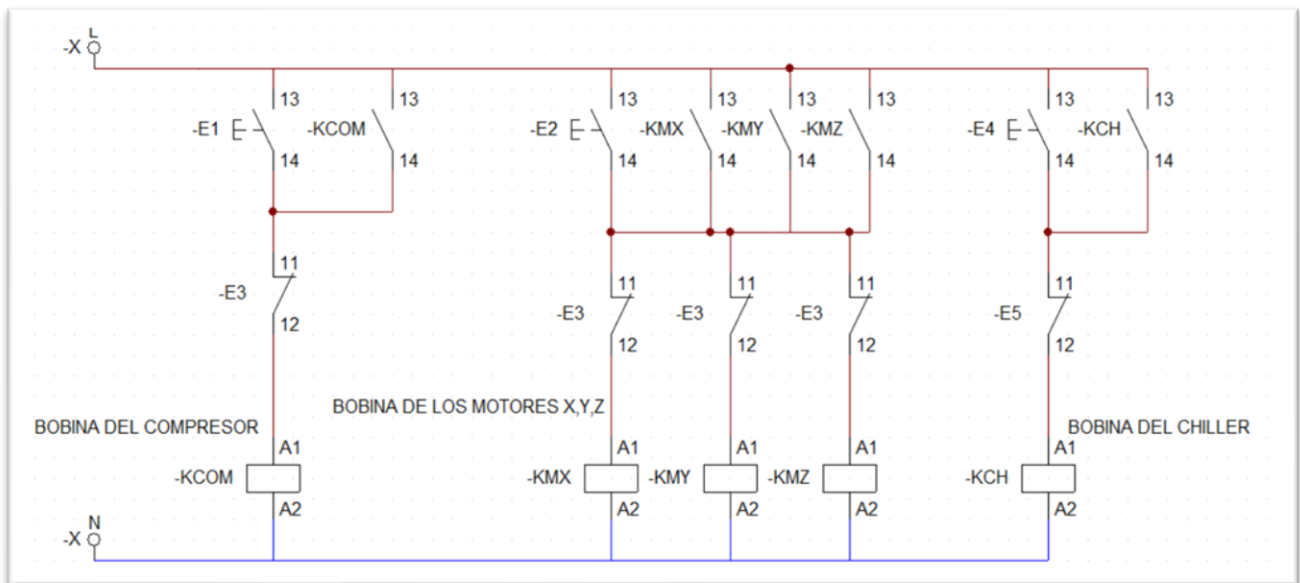 L
-X
13 13 13 13 13 13 13 13
-E1 -KCOM -E2 -KMX -KMY -KMZ -E4 -KCH
14 14 14 14 14 14 14 14
11
-E3
12
11 11 11 11
-E3 -E3 -E3 -E5
12 12 12 12
BOBINA DE LOS MOTORES X,Y,Z
BOBINA DEL COMPRESOR BOBINA DEL CHILLER
A1 A1 A1 A1 A1
-KCOM -KMX -KMY -KMZ -KCH
A2 A2 A2 A2 A2
N
-X